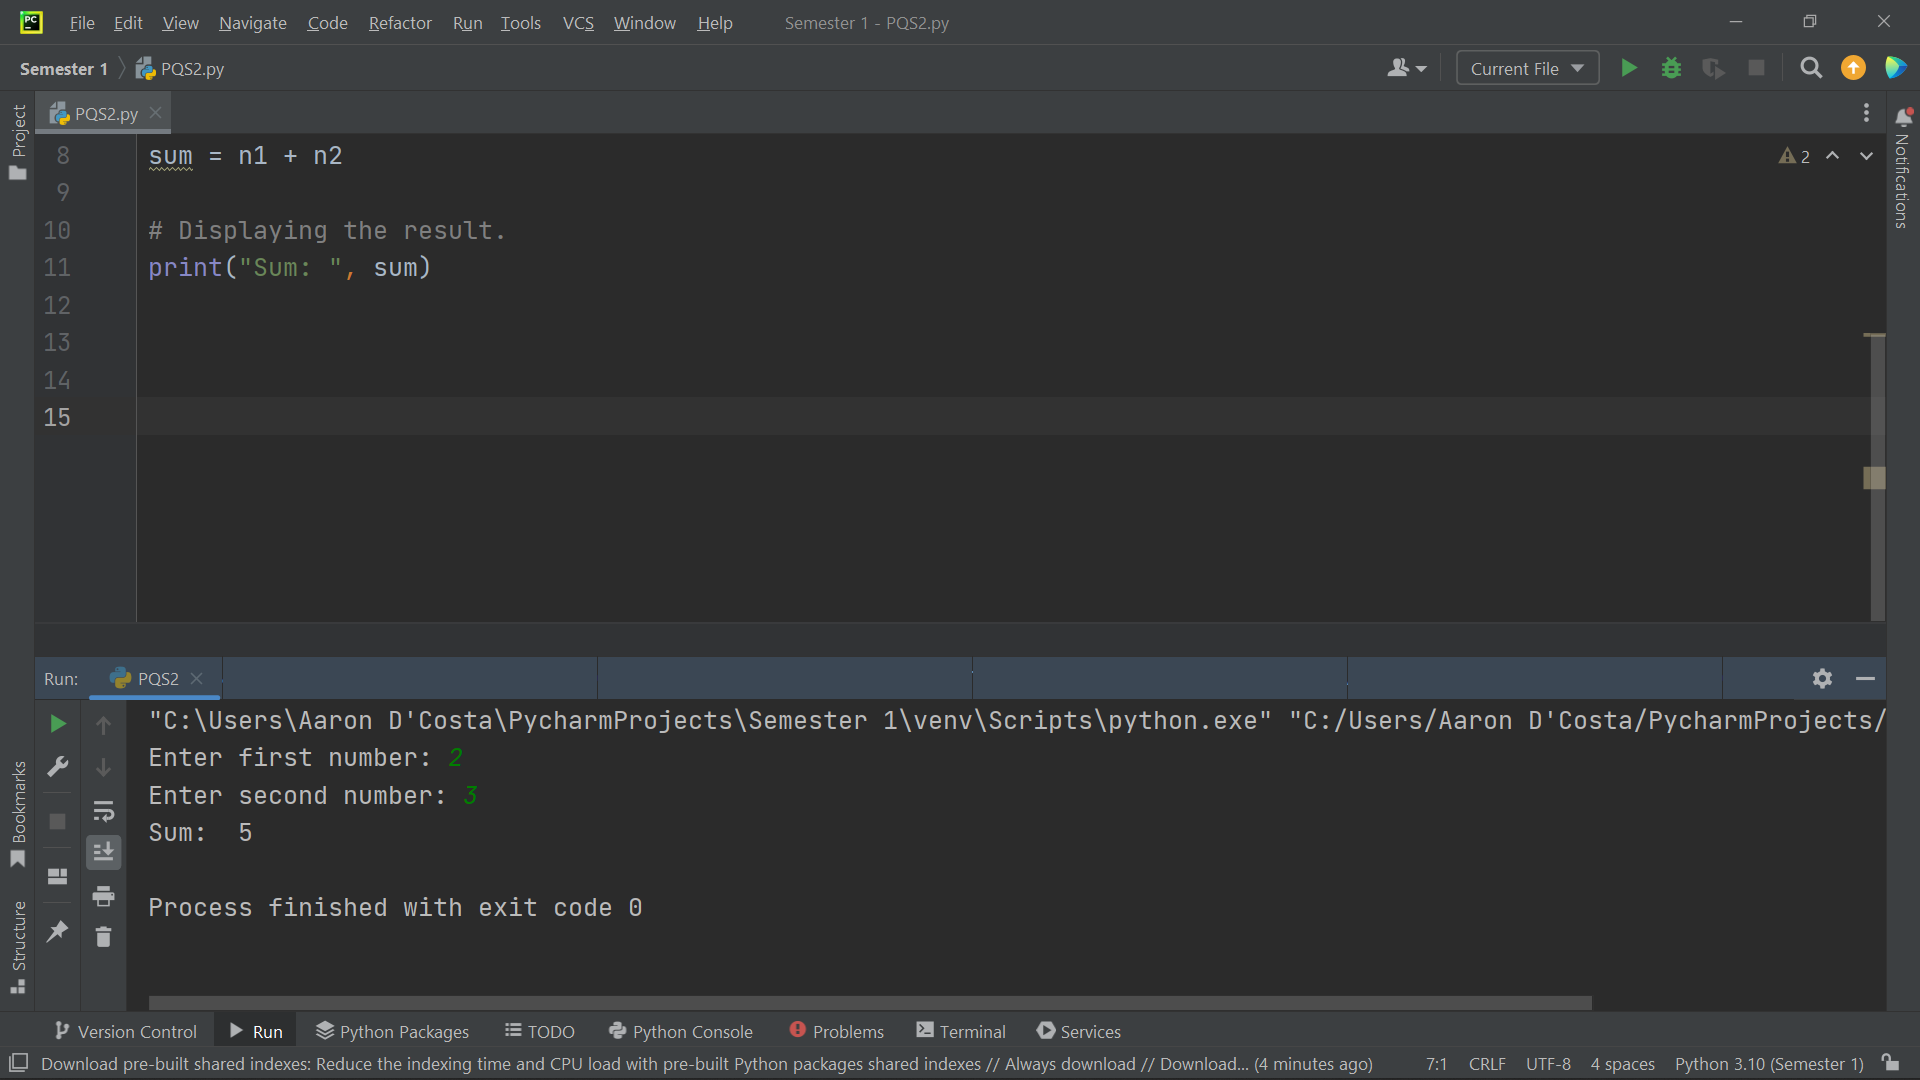 PC File Edit View Navigate Code Refactor Run Tools VCS Window Help Semester 1 - PQS2.py
Semester 1 PQS2.py Current File
Project
PQS2.py
Notifications
8 sum = n1 + n2
2
9
10 # Displaying the result.
11 print("Sum: ", sum)
12
13
14
15
Run: PQS2
"C:\Users\Aaron D'Costa\PycharmProjects\Semester 1\venv\Scripts\python.exe" "C:/Users/Aaron D'Costa/PycharmProjects/
Enter first number: 2
Enter second number: 3
Sum:  5
Process finished with exit code 0
Bookmarks
Structure
Version Control Run Python Packages TODO Python Console Problems Terminal Services
Download pre-built shared indexes: Reduce the indexing time and CPU load with pre-built Python packages shared indexes // Always download // Download... (4 minutes ago) 7:1 CRLF UTF-8 4 spaces Python 3.10 (Semester 1)